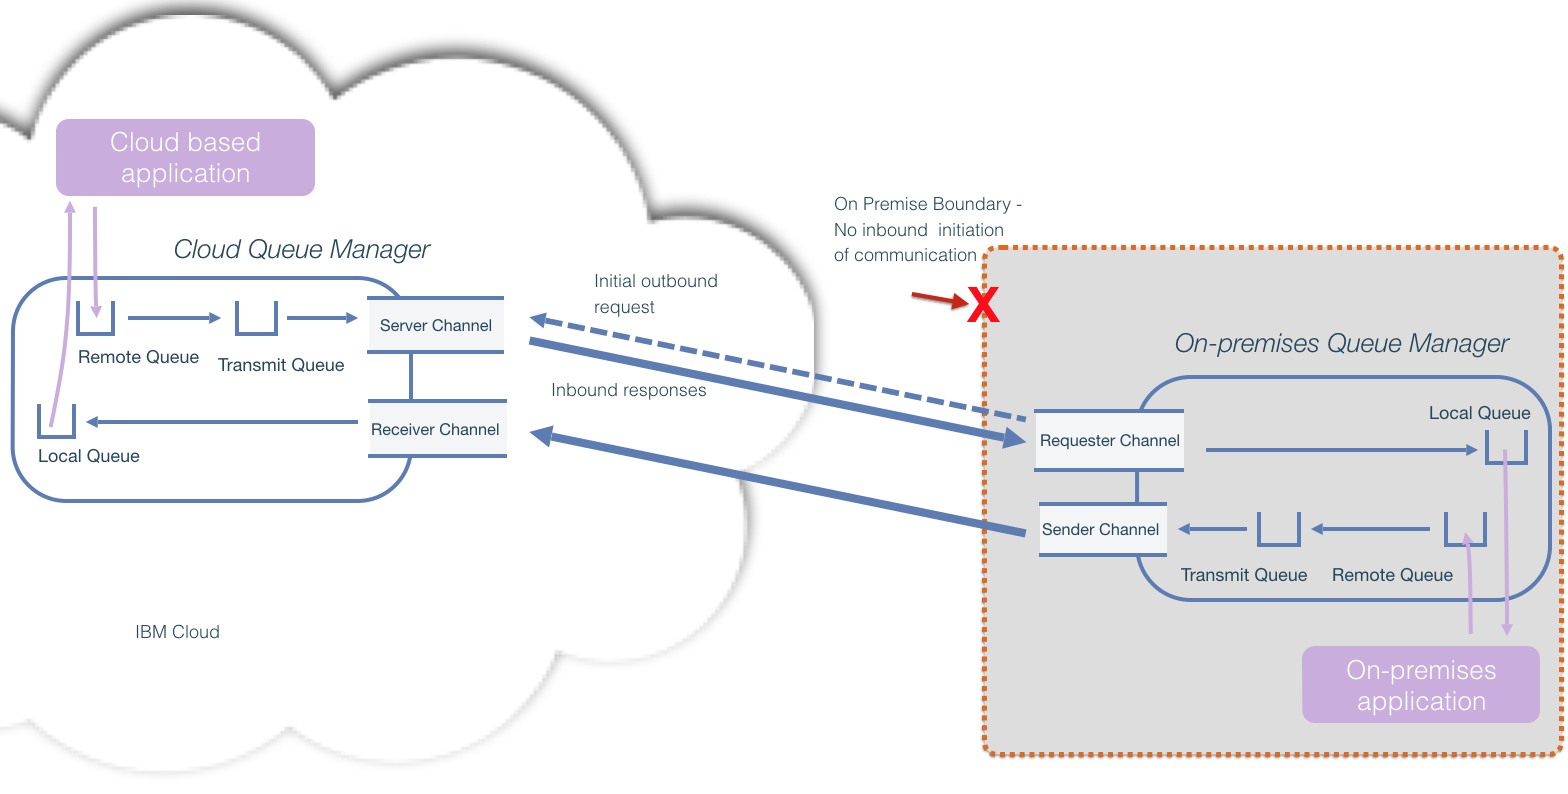 Cloud based
application
Cloud Queue Manager
Remote Queue
Transmit Queue
Server Channel
Receiver Channel
Local Queue
IBM Cloud
Initial outbound
request
Inbound responses
On Premise Boundary -
No inbound initiation
of communication
X
On-premises Queue Manager
Local Queue
Requester Channel
Sender Channel
Transmit Queue
Remote Queue
On-premises
application